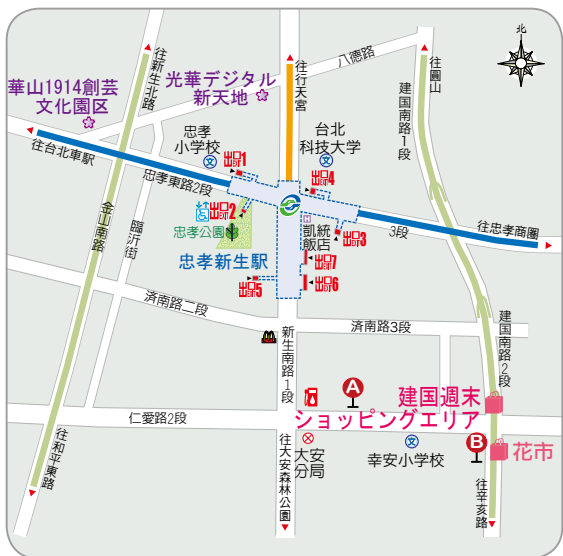 北
往新生北路
往行天宮
八德路
往圓山
建国南路1段
華山1914創芸
文化園区
光華デジタル
新天地
往台北車駅
忠孝
小学校
文
台北
科技大学
文
出口1
出口4
忠孝東路2段
出口2
忠孝公園
忠孝新生駅
凱統
飯店
出口3
3段
往忠孝商圈
出口7
出口6
出口5
金山南路
臨沂街
済南路二段
済南路3段
新生南路1段
建国南路2段
A
建国週末
ショッピングエリア
仁愛路2段
大安
分局
文
幸安小学校
B
花市
往和平東路
往大安森林公園
往辛亥路